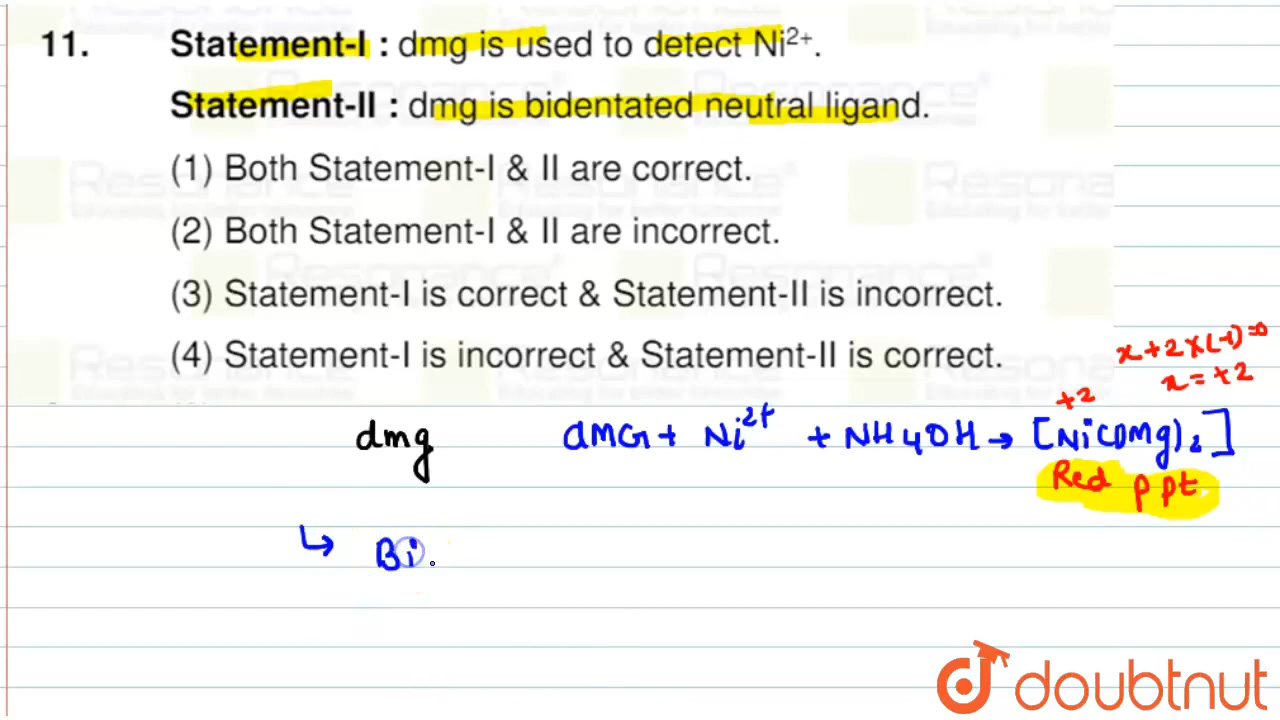 11. Statement-I : dmg is used to detect Ni²⁺.
Statement-II : dmg is bidentated neutral ligand.
(1) Both Statement-I & II are correct.
(2) Both Statement-I & II are incorrect.
(3) Statement-I is correct & Statement-II is incorrect.
(4) Statement-I is incorrect & Statement-II is correct.
x + 2 x (-1) = 0
x = +2
+2
dmg
dMG + Ni²⁺ + NH4OH → [Ni(DMg)₂]
Red ppt
↳ Bi.
doubtnut